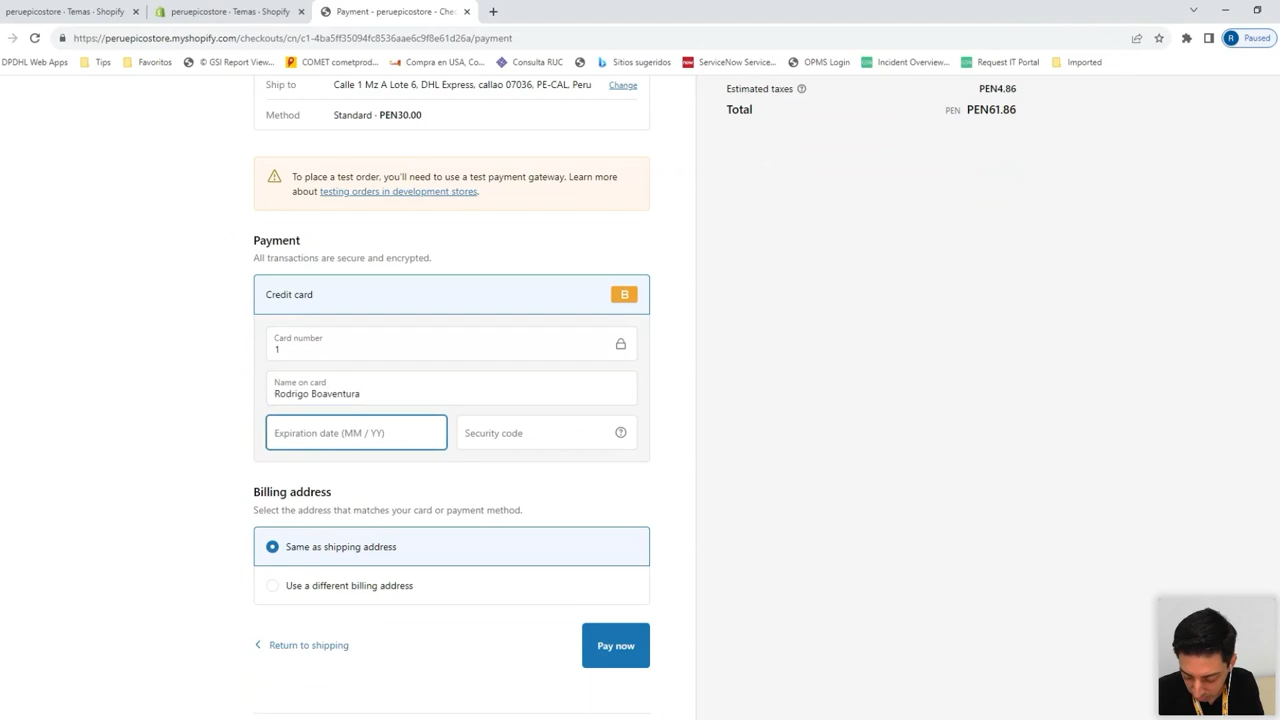 peruepicostore · Temas · Shopify
peruepicostore · Temas · Shopify
Payment - peruepicostore - Chec
https://peruepicostore.myshopify.com/checkouts/cn/c1-4ba5ff35094fc8536aae6c9f8e61d26a/payment
R Paused
DPDHL Web Apps
Tips
Favoritos
© GSI Report View...
COMET cometprod...
Compra en USA, Co...
Consulta RUC
Sitios sugeridos
ServiceNow Service...
OPMS Login
Incident Overview...
Request IT Portal
Imported
Ship to Calle 1 Mz A Lote 6, DHL Express, callao 07036, PE-CAL, Peru Change
Method Standard · PEN30.00
To place a test order, you'll need to use a test payment gateway. Learn more
about testing orders in development stores.
Payment
All transactions are secure and encrypted.
Credit card B
Card number
1
Name on card
Rodrigo Boaventura
Expiration date (MM / YY) Security code
Billing address
Select the address that matches your card or payment method.
Same as shipping address
Use a different billing address
Return to shipping Pay now
Estimated taxes PEN4.86
Total PEN PEN61.86